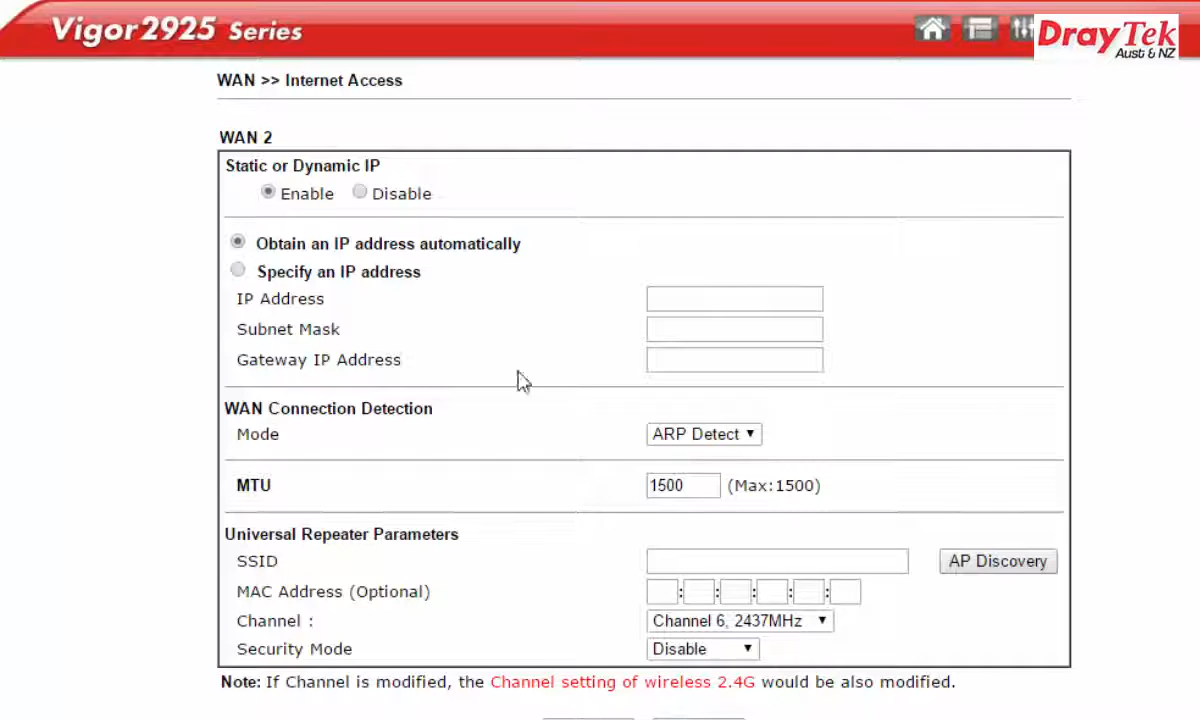 Vigor2925 Series
DrayTek
Aust & NZ
WAN >> Internet Access
WAN 2
Static or Dynamic IP
Enable Disable
Obtain an IP address automatically
Specify an IP address
IP Address
Subnet Mask
Gateway IP Address
WAN Connection Detection
Mode ARP Detect
MTU 1500 (Max:1500)
Universal Repeater Parameters
SSID AP Discovery
MAC Address (Optional) : : : : :
Channel : Channel 6, 2437MHz
Security Mode Disable
Note: If Channel is modified, the Channel setting of wireless 2.4G would be also modified.